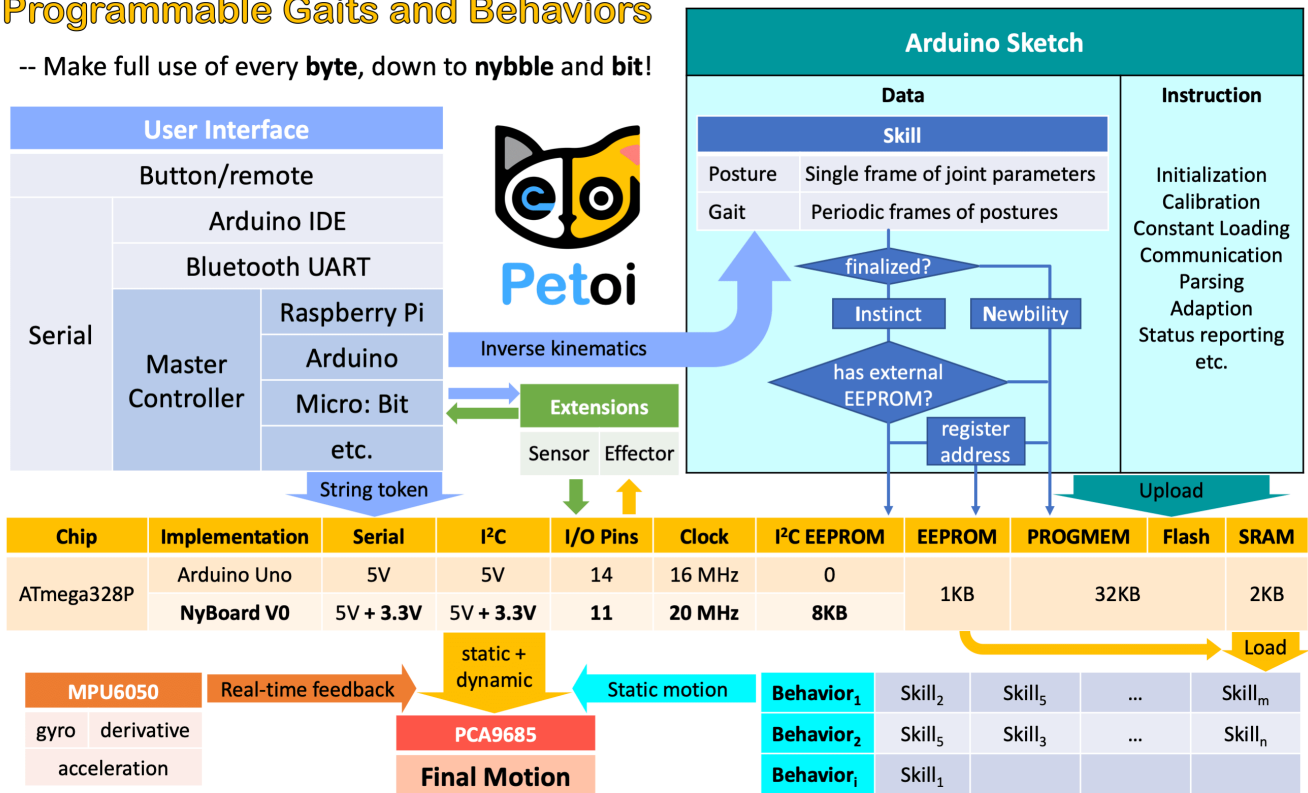 Programmable Gaits and Behaviors
-- Make full use of every byte, down to nybble and bit!
User Interface
Button/remote
Serial
Arduino IDE
Bluetooth UART
Master
Controller
Raspberry Pi
Arduino
Micro: Bit
etc.
String token
Petoi
Inverse kinematics
Extensions
Sensor
Effector
Arduino Sketch
Data
Skill
Posture
Single frame of joint parameters
Gait
Periodic frames of postures
finalized?
Instinct
Newbility
has external
EEPROM?
register
address
Instruction
Initialization
Calibration
Constant Loading
Communication
Parsing
Adaption
Status reporting
etc.
Upload
Chip Implementation Serial I²C I/O Pins Clock I²C EEPROM EEPROM PROGMEM Flash SRAM
ATmega328P
Arduino Uno 5V 5V 14 16 MHz 0
NyBoard V0 5V + 3.3V 5V + 3.3V 11 20 MHz 8KB
1KB 32KB 2KB
Load
static +
dynamic
MPU6050
gyro derivative
acceleration
Real-time feedback
Static motion
PCA9685
Final Motion
Behavior₁ Skill₂ Skill₅ ... Skillₘ
Behavior₂ Skill₅ Skill₃ ... Skillₙ
Behaviorᵢ Skill₁